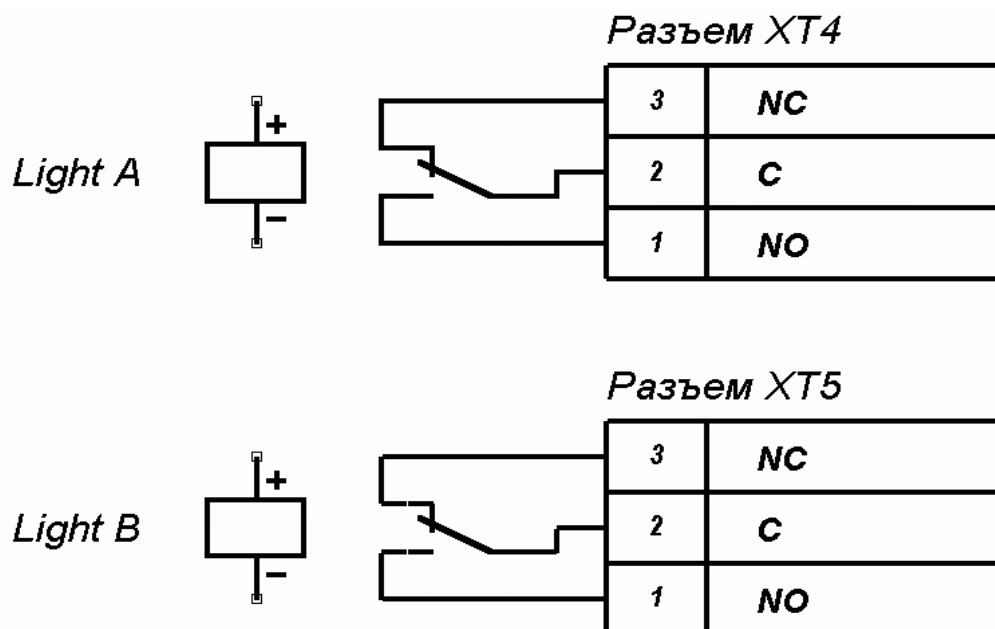 Разъем XT4
3 NC
+
Light A
2 C
−
1 NO
Разъем XT5
3 NC
+
Light B
2 C
−
1 NO